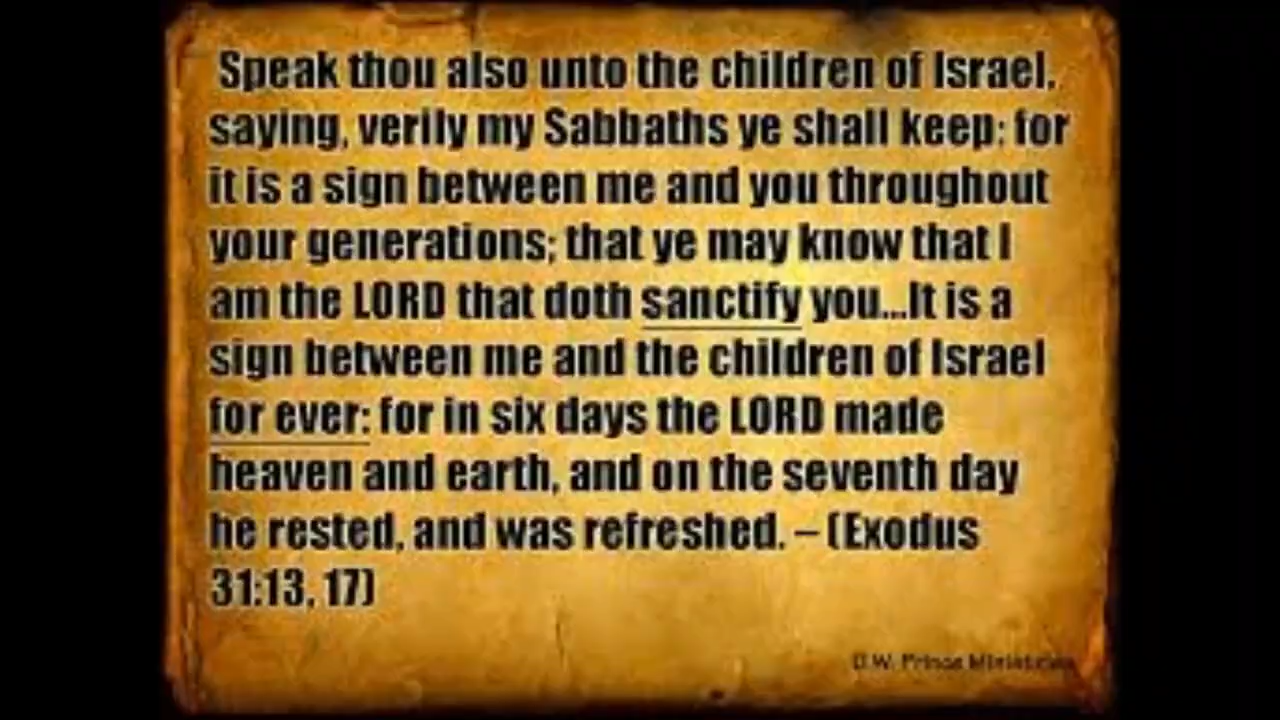 Speak thou also unto the children of Israel,
saying, verily my Sabbaths ye shall keep: for
it is a sign between me and you throughout
your generations; that ye may know that I
am the LORD that doth sanctify you...It is a
sign between me and the children of Israel
for ever: for in six days the LORD made
heaven and earth, and on the seventh day
he rested, and was refreshed. – (Exodus
31:13, 17)
D.W. Prince Ministries